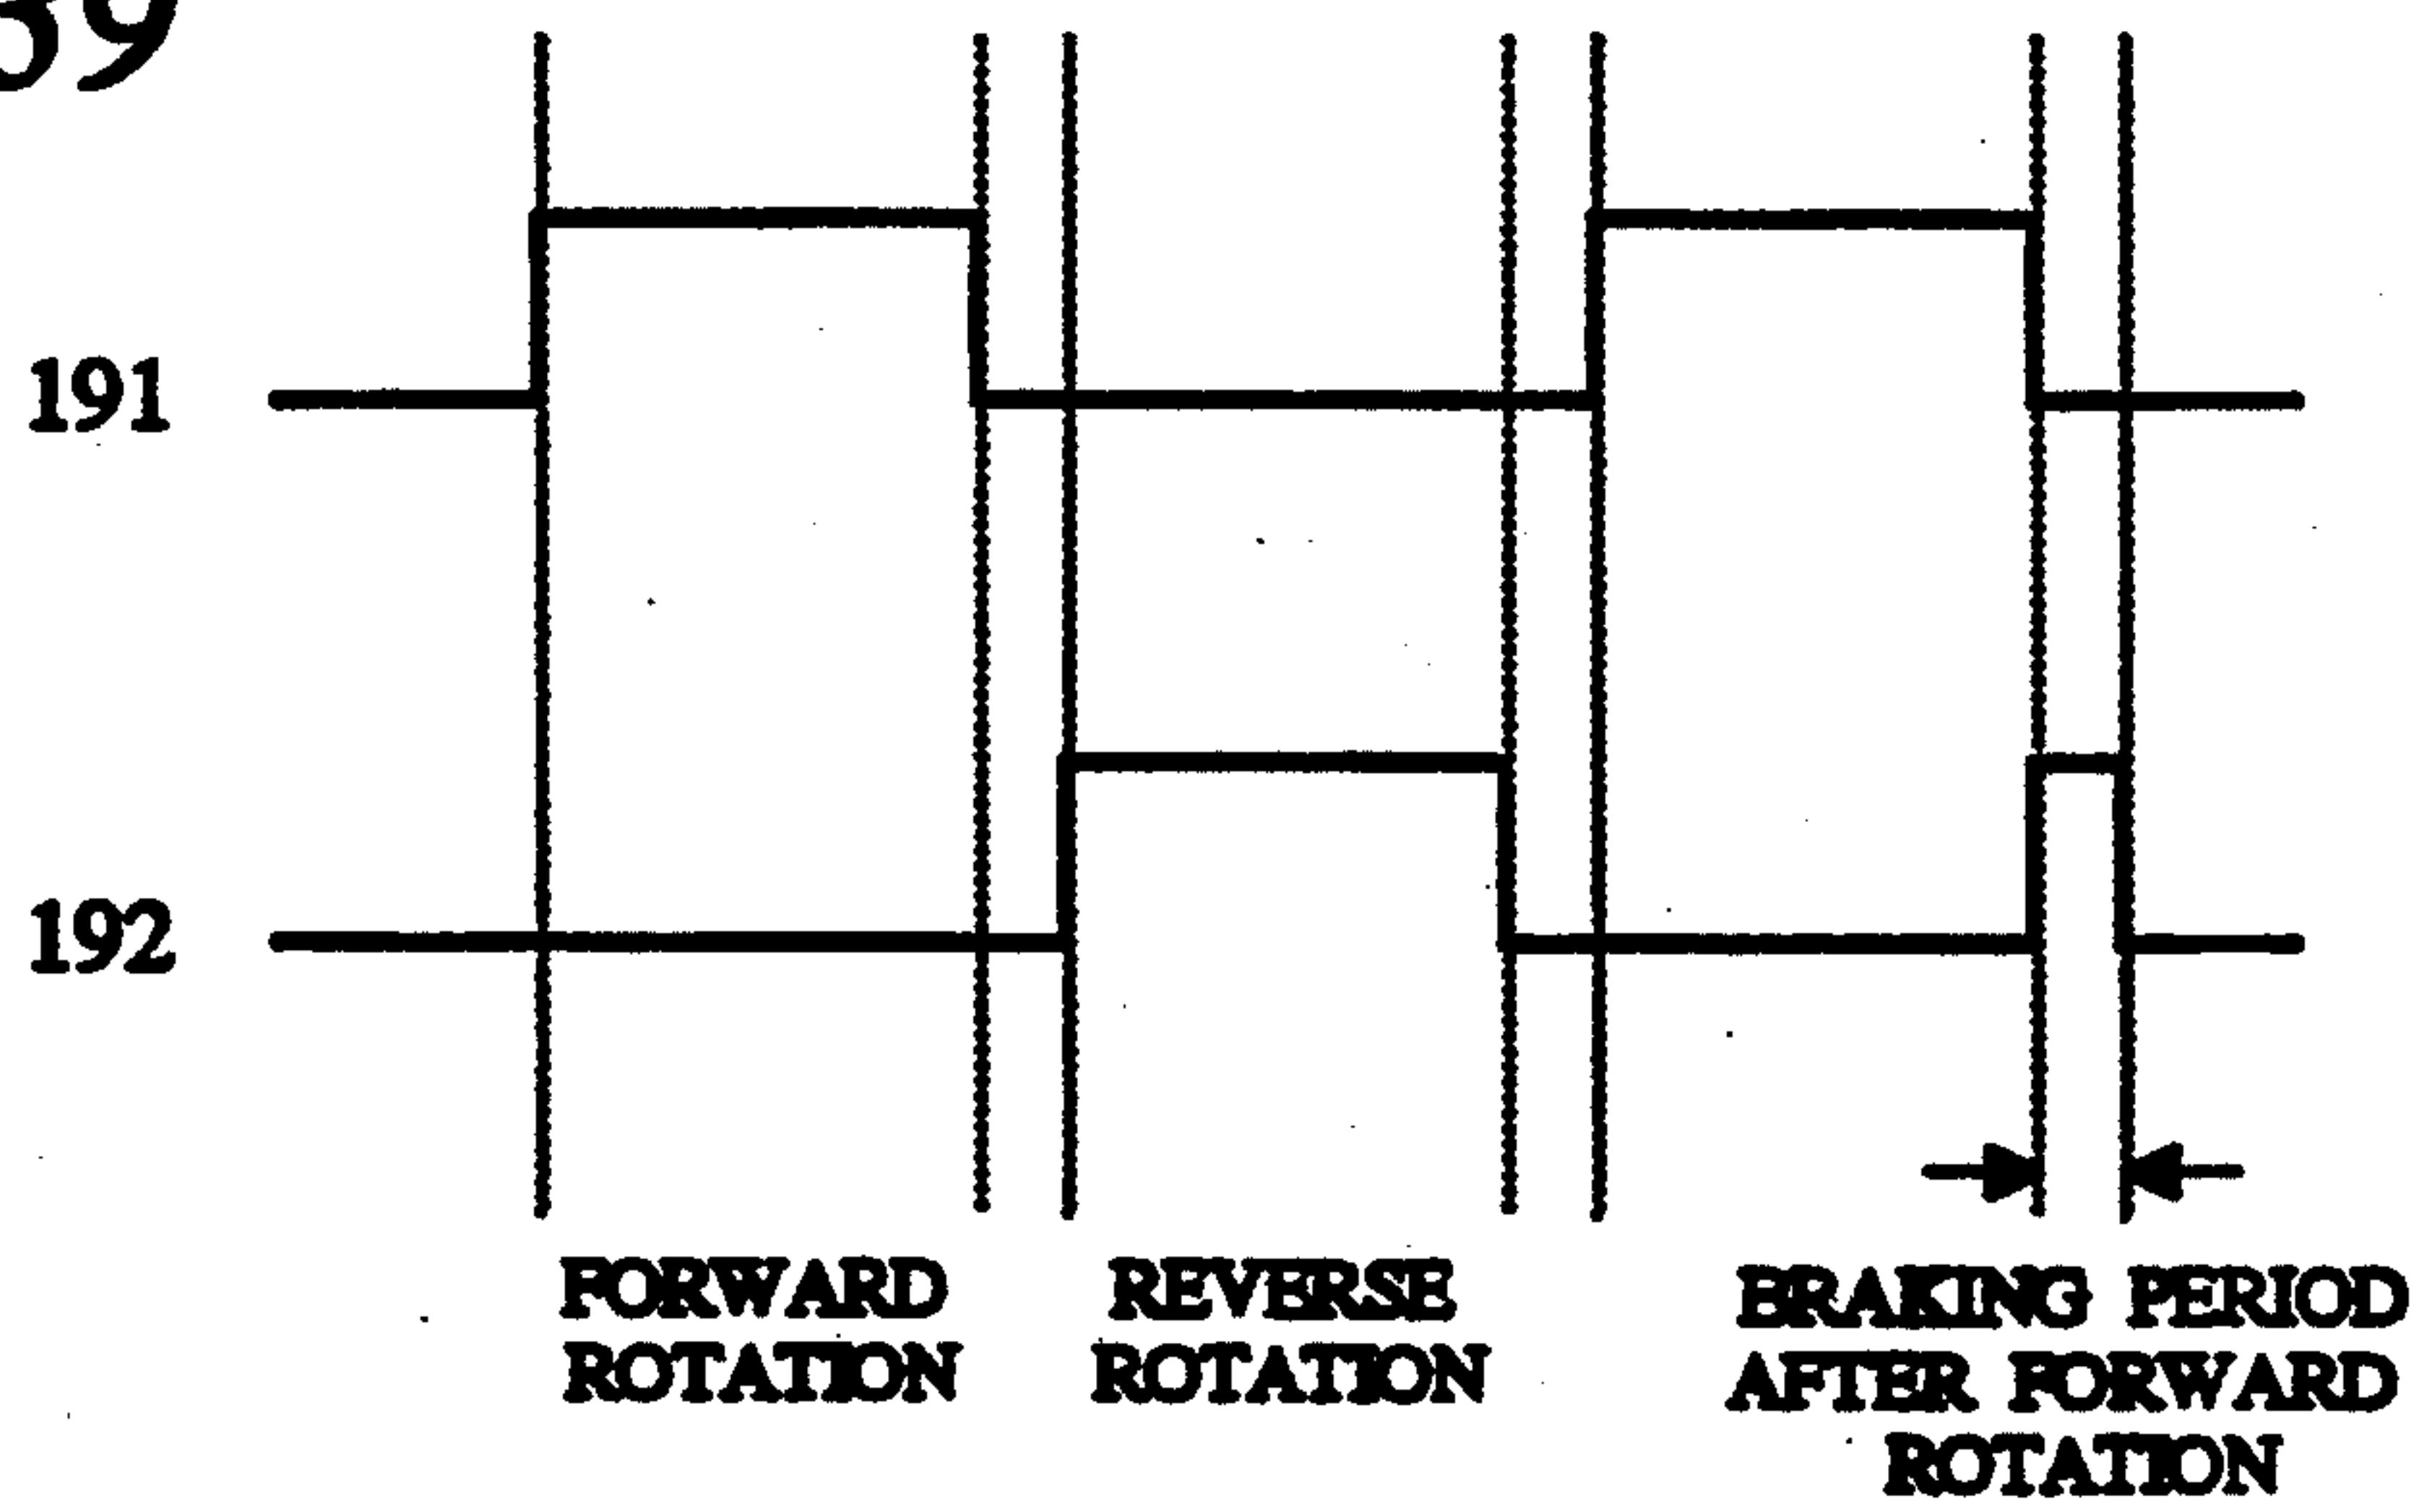 39
191
192
FORWARD
ROTATION
REVERSE
ROTATION
BRAKING PERIOD
AFTER FORWARD
ROTATION